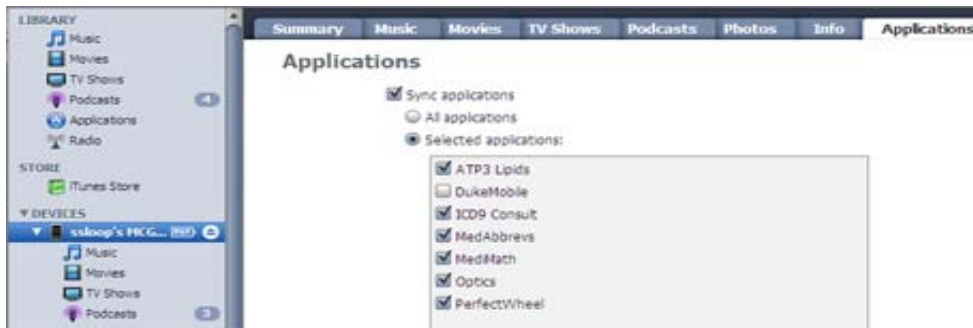 LIBRARY
Music
Movies
TV Shows
Podcasts
Applications
Radio
STORE
iTunes Store
DEVICES
ssloop's MCG...
Music
Movies
TV Shows
Podcasts
Summary Music Movies TV Shows Podcasts Photos Info Applications
Applications
Sync applications
All applications
Selected applications:
ATP3 Lipids
DukeMobile
ICD9 Consult
MedAbbrevs
MedMath
Optics
PerfectWheel